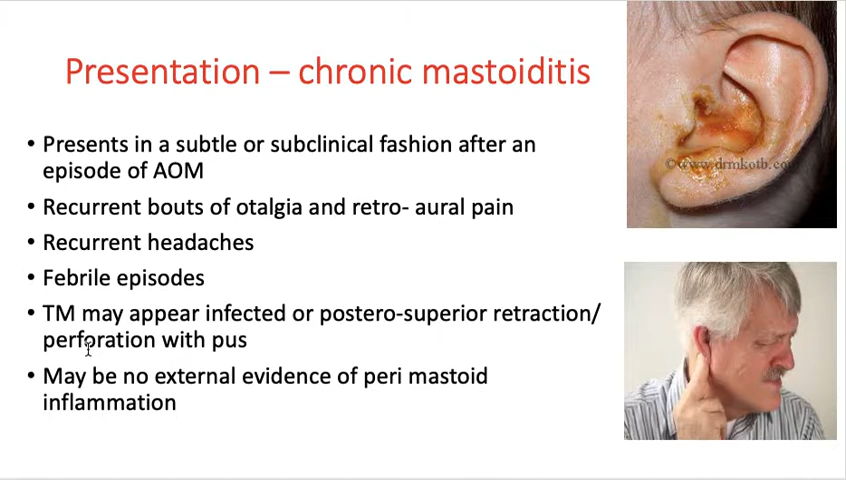 Presentation – chronic mastoiditis
• Presents in a subtle or subclinical fashion after an
episode of AOM
• Recurrent bouts of otalgia and retro- aural pain
• Recurrent headaches
• Febrile episodes
• TM may appear infected or postero-superior retraction/
perforation with pus
• May be no external evidence of peri mastoid
inflammation
©www.drmkotb.co